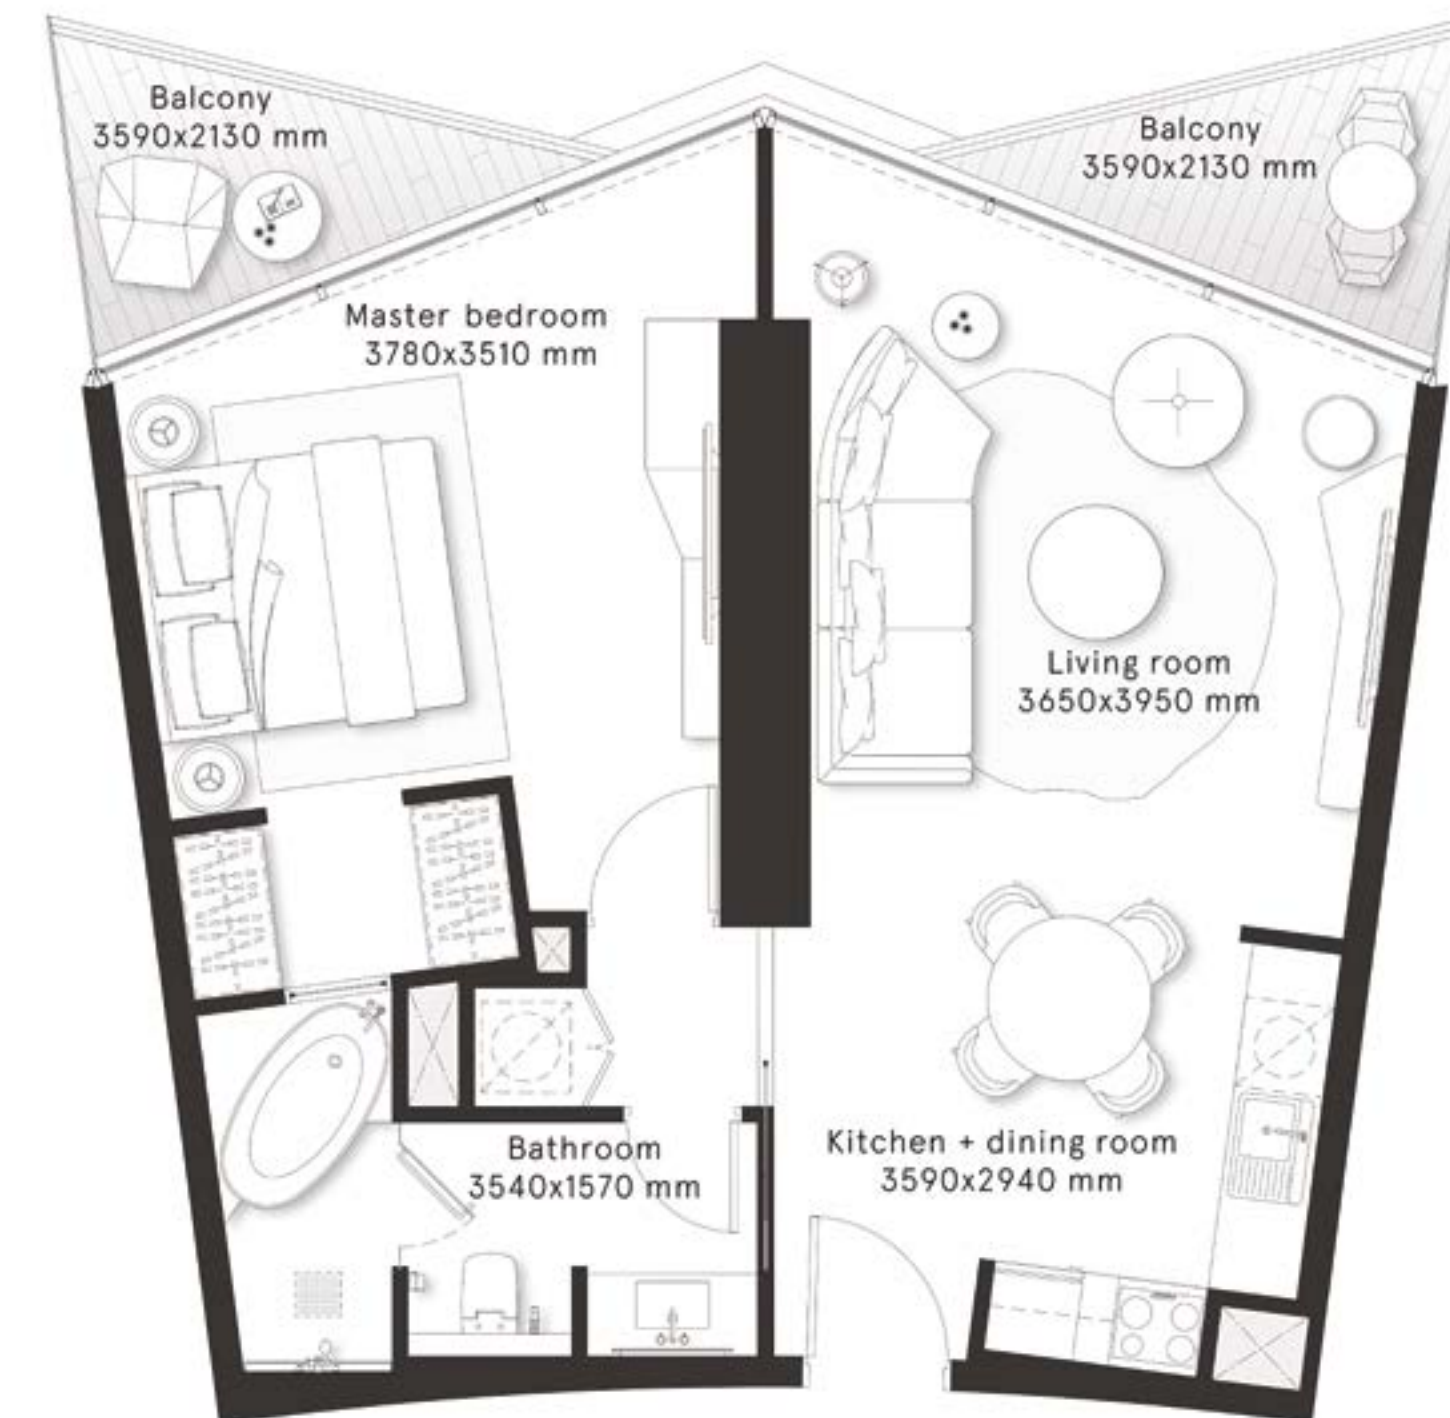 Balcony
3590x2130 mm
Balcony
3590x2130 mm
Master bedroom
3780x3510 mm
Living room
3650x3950 mm
Bathroom
3540x1570 mm
Kitchen + dining room
3590x2940 mm